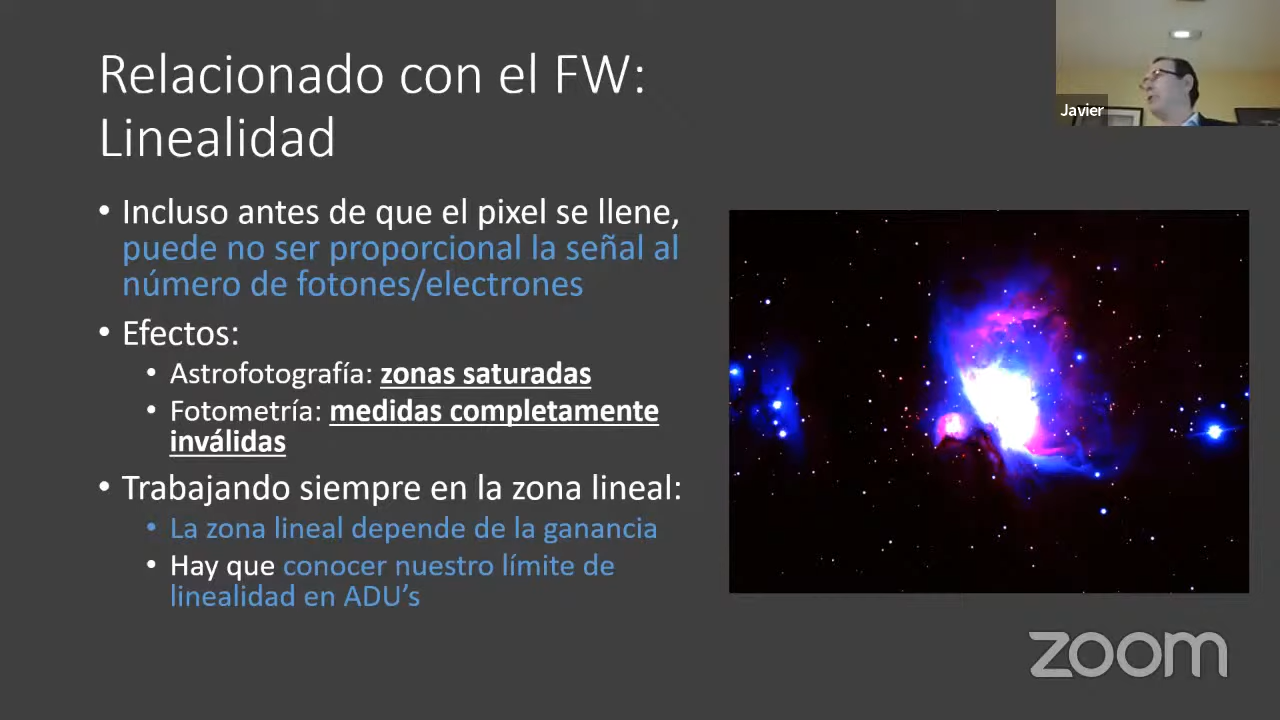 Relacionado con el FW:
Linealidad
Javier
• Incluso antes de que el pixel se llene,
puede no ser proporcional la señal al
número de fotones/electrones
• Efectos:
• Astrofotografía: zonas saturadas
• Fotometría: medidas completamente
inválidas
• Trabajando siempre en la zona lineal:
• La zona lineal depende de la ganancia
• Hay que conocer nuestro límite de
linealidad en ADU’s
zoom